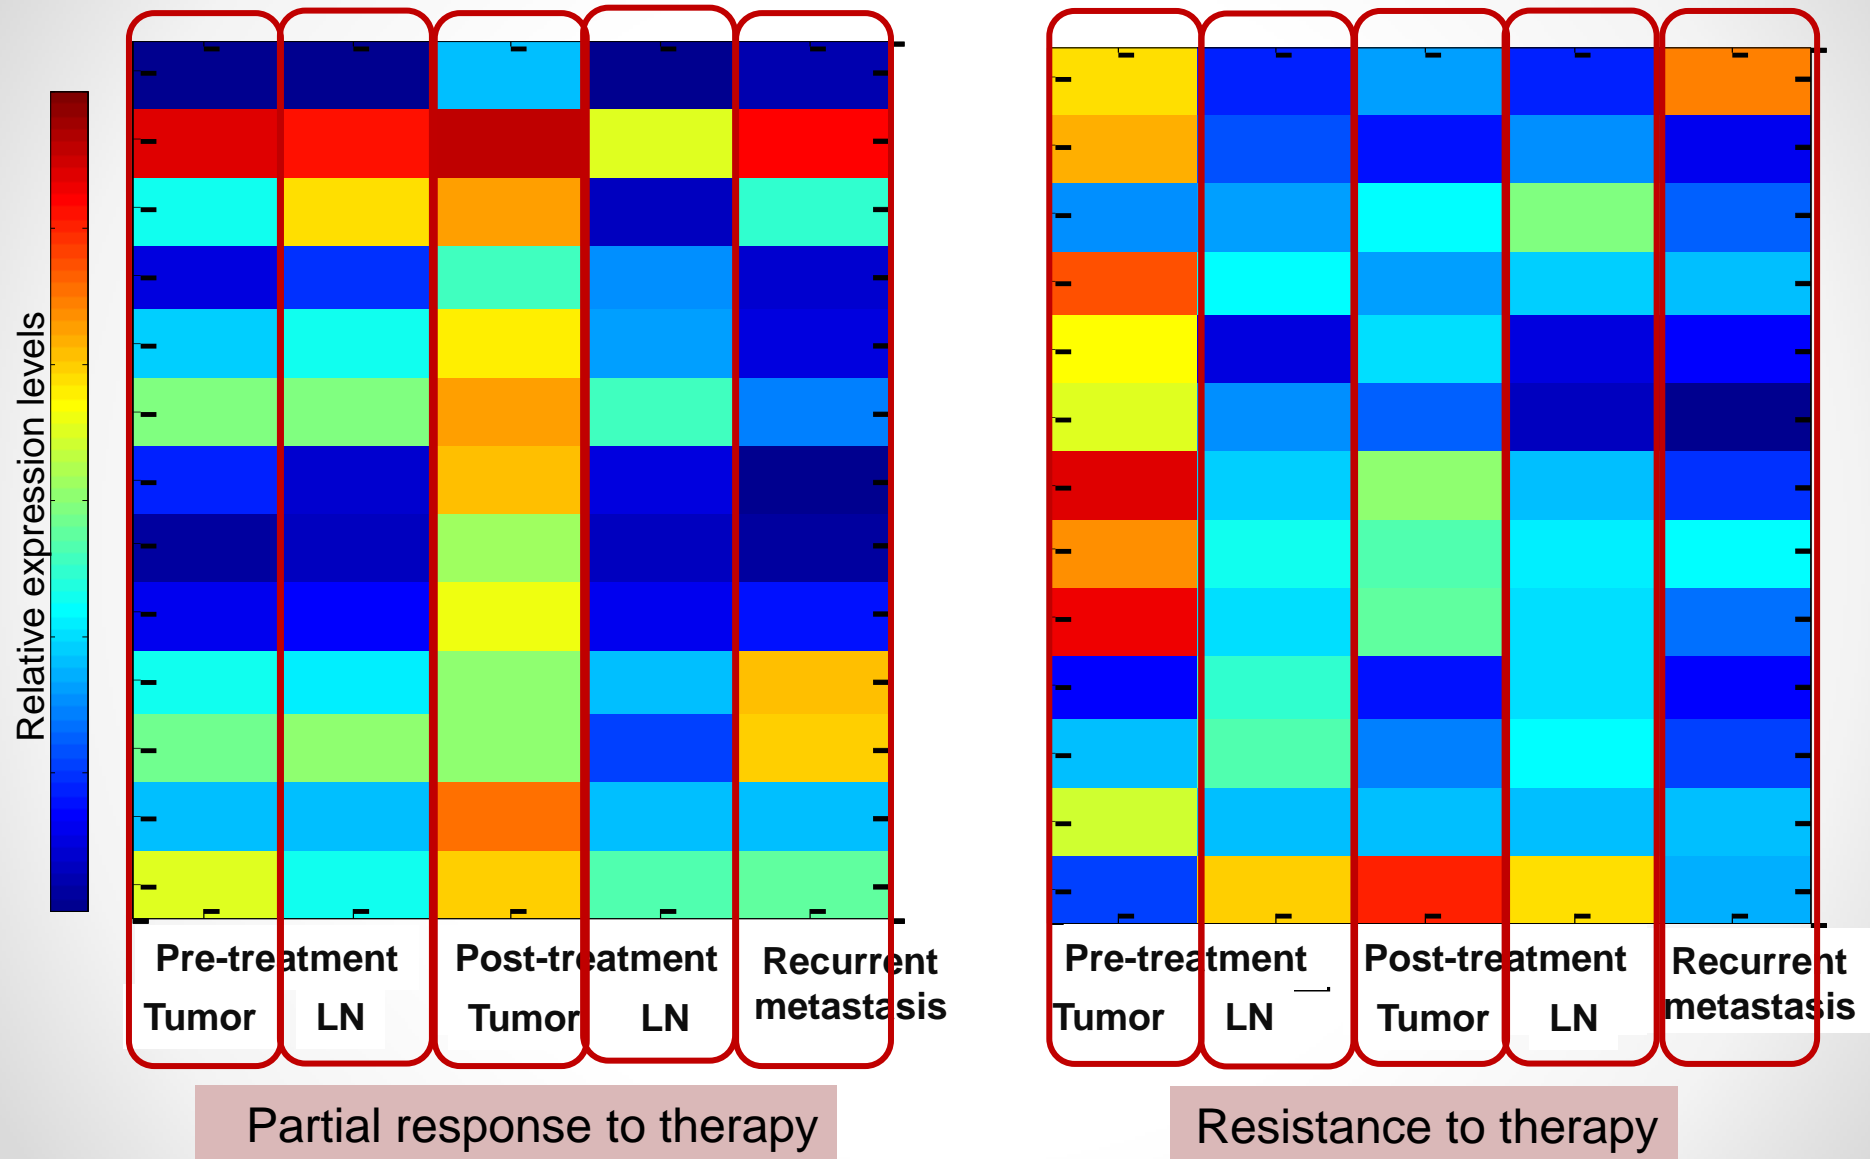 Relative expression levels
Pre-treatment
Post-treatment
Recurrent
metastasis
Tumor
LN
Tumor
LN
Partial response to therapy
Pre-treatment
Post-treatment
Recurrent
metastasis
Tumor
LN
Tumor
LN
Resistance to therapy